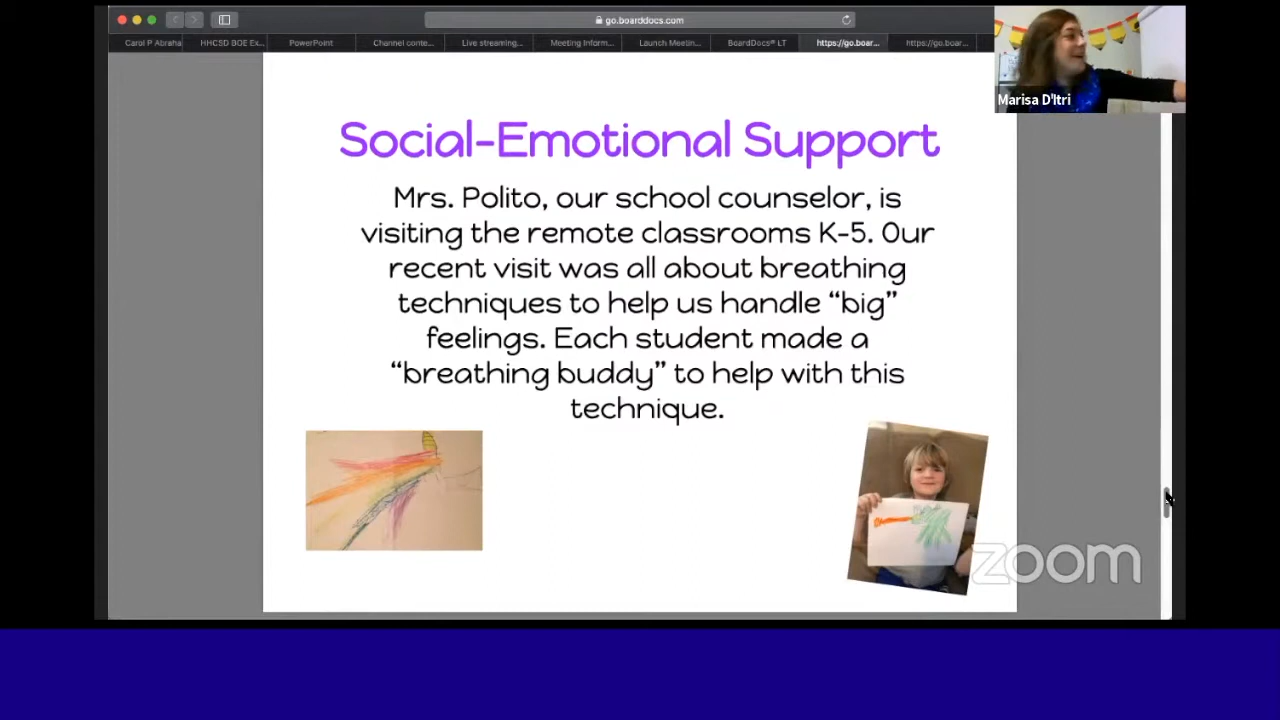 go.boarddocs.com
Carol P Abraha
HHCSD BOE Ex...
PowerPoint
Channel conte...
Live streaming...
Meeting Inform...
Launch Meetin...
BoardDocs® LT
https://go.boar...
https://go.boar...
Marisa D'Itri
Social-Emotional Support
Mrs. Polito, our school counselor, is
visiting the remote classrooms K-5. Our
recent visit was all about breathing
techniques to help us handle “big”
feelings. Each student made a
“breathing buddy” to help with this
technique.
zoom